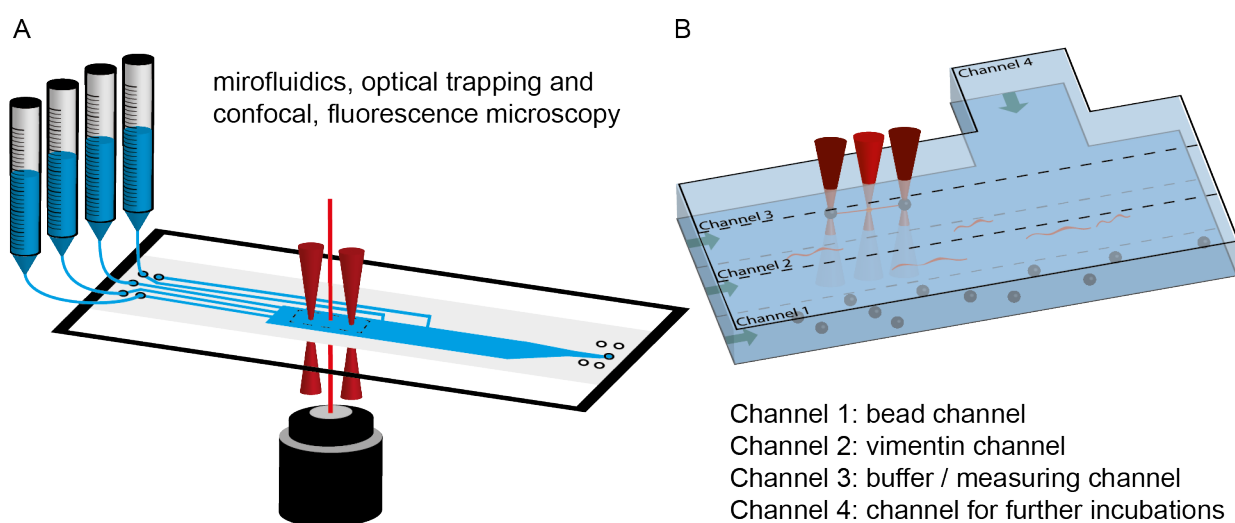 A
mirofluidics, optical trapping and
confocal, fluorescence microscopy
B
Channel 4
Channel 3
Channel 2
Channel 1
Channel 1: bead channel
Channel 2: vimentin channel
Channel 3: buffer / measuring channel
Channel 4: channel for further incubations